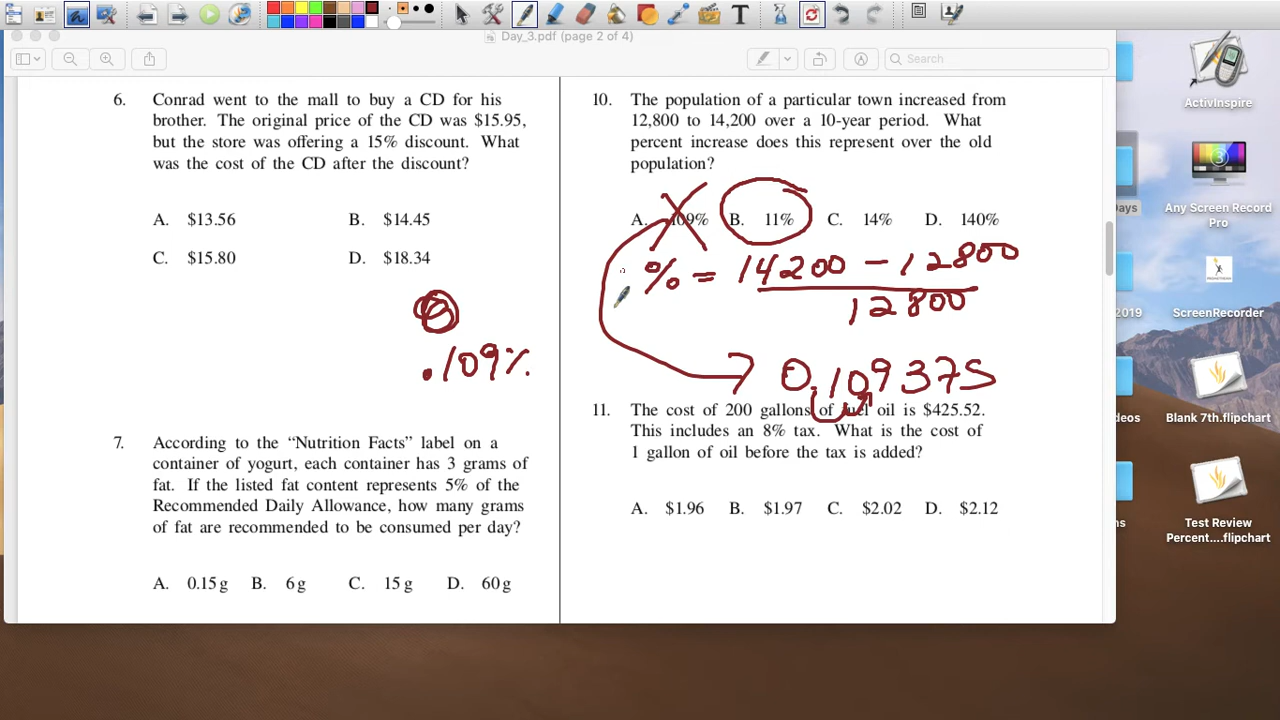 Day_3.pdf (page 2 of 4)
Search
6. Conrad went to the mall to buy a CD for his
brother. The original price of the CD was $15.95,
but the store was offering a 15% discount. What
was the cost of the CD after the discount?
A. $13.56 B. $14.45
C. $15.80 D. $18.34
.109%
7. According to the “Nutrition Facts” label on a
container of yogurt, each container has 3 grams of
fat. If the listed fat content represents 5% of the
Recommended Daily Allowance, how many grams
of fat are recommended to be consumed per day?
A. 0.15 g B. 6 g C. 15 g D. 60 g
10. The population of a particular town increased from
12,800 to 14,200 over a 10-year period. What
percent increase does this represent over the old
population?
A. 109% B. 11% C. 14% D. 140%
% = 14200 - 12800
12800
0.109375
11. The cost of 200 gallons of fuel oil is $425.52.
This includes an 8% tax. What is the cost of
1 gallon of oil before the tax is added?
A. $1.96 B. $1.97 C. $2.02 D. $2.12
ActivInspire
3
Days
Any Screen Record
Pro
2019
ScreenRecorder
deos
Blank 7th.flipchart
ns
Test Review
Percent....flipchart